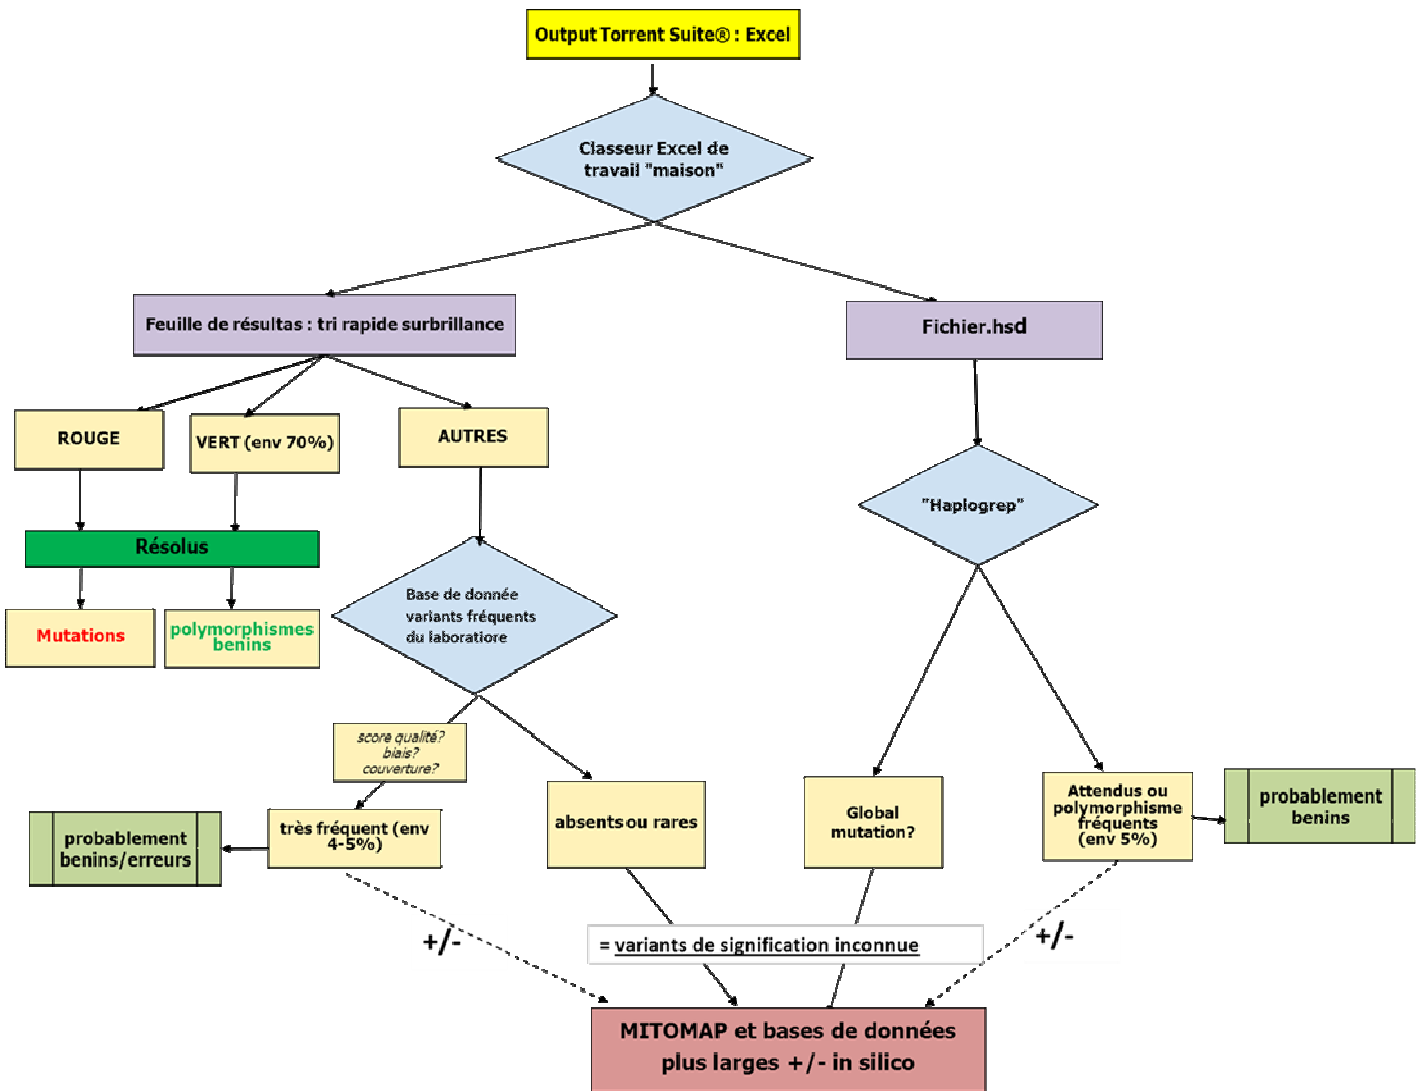 Output Torrent Suite® : Excel
Classeur Excel de
travail "maison"
Feuille de résultas : tri rapide surbrillance
Fichier.hsd
ROUGE
VERT (env 70%)
AUTRES
"Haplogrep"
Résolus
Base de donnée
variants fréquents
du laboratiore
Mutations
polymorphismes
benins
score qualité?
biais?
couverture?
probablement
benins/erreurs
très fréquent (env
4-5%)
absents ou rares
Global
mutation?
Attendus ou
polymorphisme
fréquents
(env 5%)
probablement
benins
+/-
= variants de signification inconnue
+/-
MITOMAP et bases de données
plus larges +/- in silico